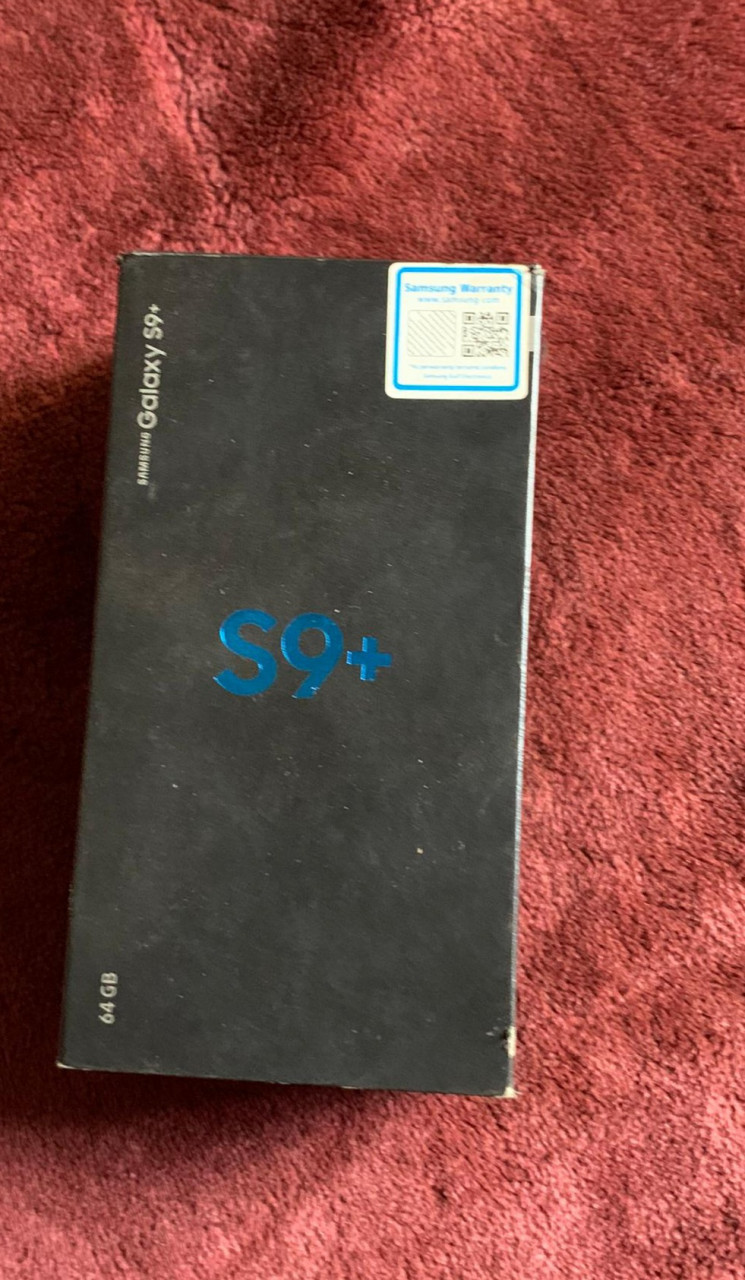 SAMSUNG Galaxy S9+
Samsung Warranty
www.samsung.com
S9+
64 GB